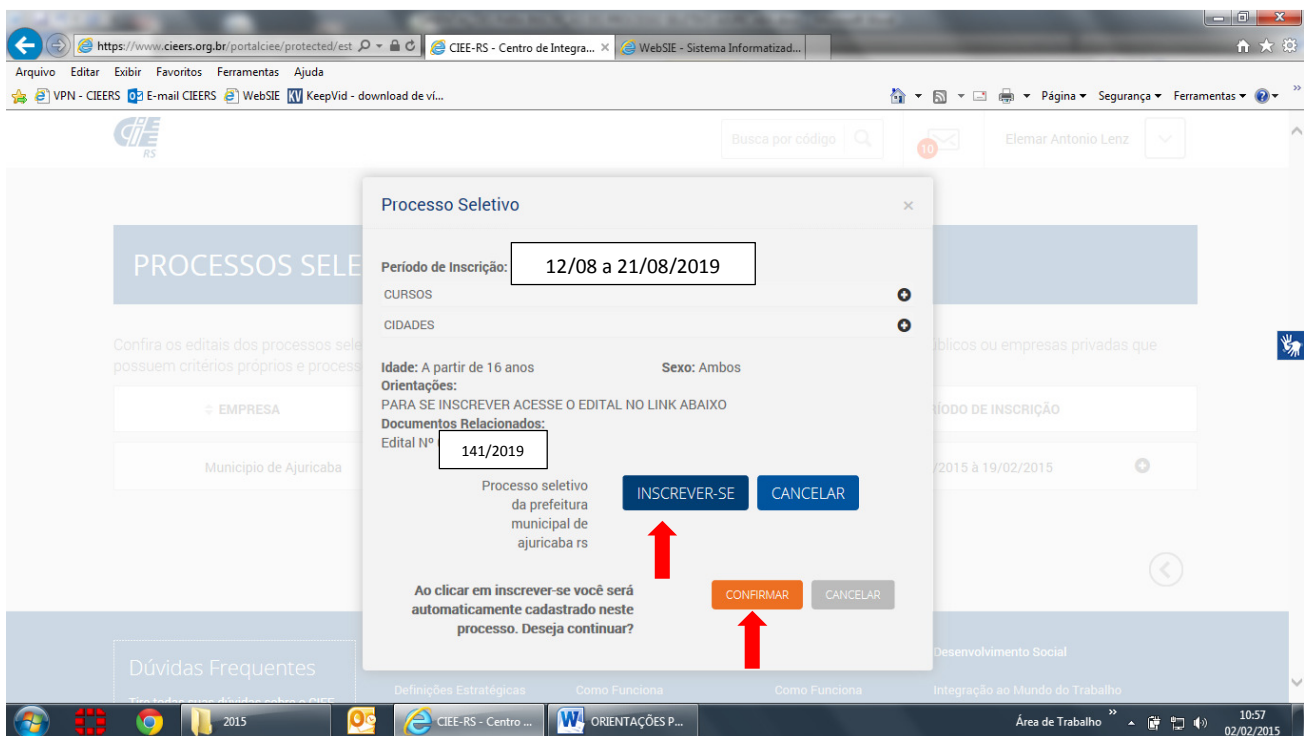 https://www.cieers.org.br/portalciee/protected/est
CIEE-RS - Centro de Integra...
WebSIE - Sistema Informatizad...
Arquivo Editar Exibir Favoritos Ferramentas Ajuda
VPN - CIEERS E-mail CIEERS WebSIE KeepVid - download de ví...
Página Segurança Ferramentas
CIEE RS
Busca por código
10
Elemar Antonio Lenz
Processo Seletivo
PROCESSOS SELE
Período de Inscrição: 12/08 a 21/08/2019
CURSOS
CIDADES
Confira os editais dos processos sele
úblicos ou empresas privadas que
possuem critérios próprios e process
Idade: A partir de 16 anos Sexo: Ambos
Orientações:
PARA SE INSCREVER ACESSE O EDITAL NO LINK ABAIXO
EMPRESA
ÍODO DE INSCRIÇÃO
Documentos Relacionados:
Edital Nº 141/2019
Municipio de Ajuricaba
/2015 à 19/02/2015
Processo seletivo
da prefeitura
municipal de
ajuricaba rs
INSCREVER-SE CANCELAR
Ao clicar em inscrever-se você será
automaticamente cadastrado neste
processo. Deseja continuar?
CONFIRMAR CANCELAR
Dúvidas Frequentes
Desenvolvimento Social
Definições Estratégicas Como Funciona Como Funciona Integração ao Mundo do Trabalho
2015
CIEE-RS - Centro ...
ORIENTAÇÕES P...
Área de Trabalho
10:57
02/02/2015